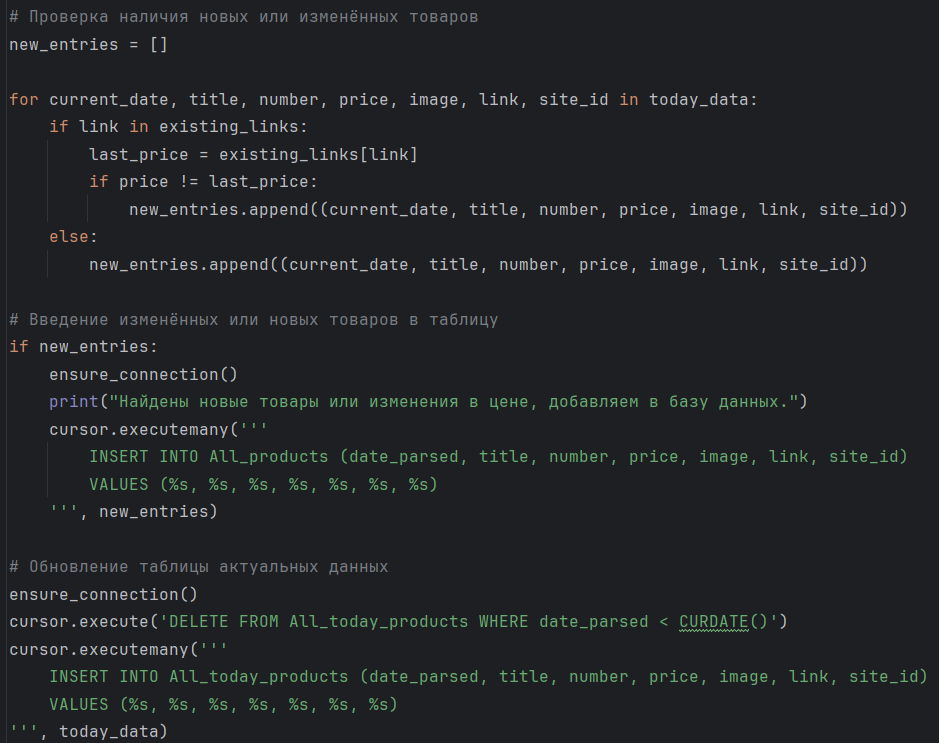 # Проверка наличия новых или изменённых товаров
new_entries = []
for current_date, title, number, price, image, link, site_id in today_data:
    if link in existing_links:
        last_price = existing_links[link]
        if price != last_price:
            new_entries.append((current_date, title, number, price, image, link, site_id))
    else:
        new_entries.append((current_date, title, number, price, image, link, site_id))
# Введение изменённых или новых товаров в таблицу
if new_entries:
    ensure_connection()
    print("Найдены новые товары или изменения в цене, добавляем в базу данных.")
    cursor.executemany('''
        INSERT INTO All_products (date_parsed, title, number, price, image, link, site_id)
        VALUES (%s, %s, %s, %s, %s, %s, %s)
    ''', new_entries)
# Обновление таблицы актуальных данных
ensure_connection()
cursor.execute('DELETE FROM All_today_products WHERE date_parsed < CURDATE()')
cursor.executemany('''
    INSERT INTO All_today_products (date_parsed, title, number, price, image, link, site_id)
    VALUES (%s, %s, %s, %s, %s, %s, %s)
''', today_data)